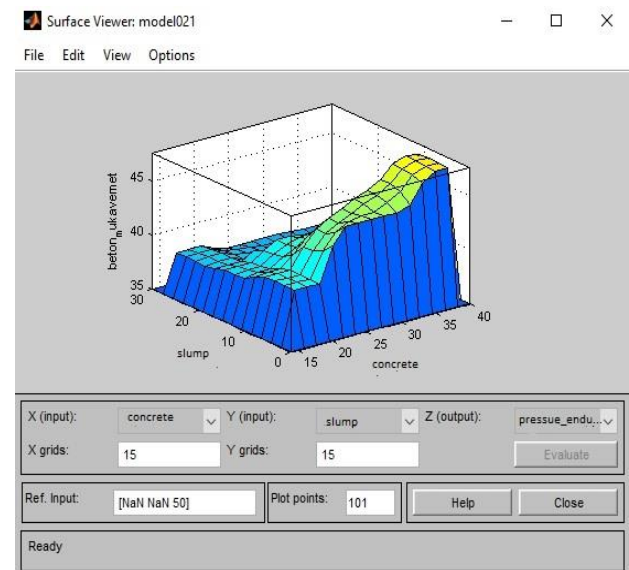 Surface Viewer: model021
File Edit View Options
beton_mukavemet
45
40
35
30
20
10
0
slump
15
20
25
30
35
40
concrete
X (input): concrete Y (input): slump Z (output): pressue_endu...
X grids: 15 Y grids: 15 Evaluate
Ref. Input: [NaN NaN 50] Plot points: 101 Help Close
Ready